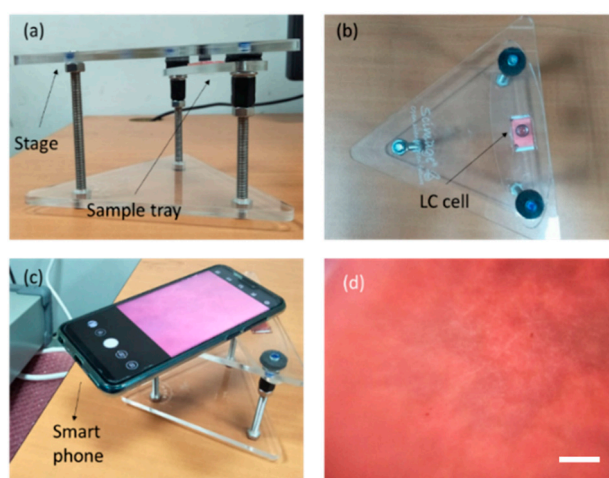 (a)
Stage
Sample tray
(b)
LC cell
(c)
Smart
phone
(d)